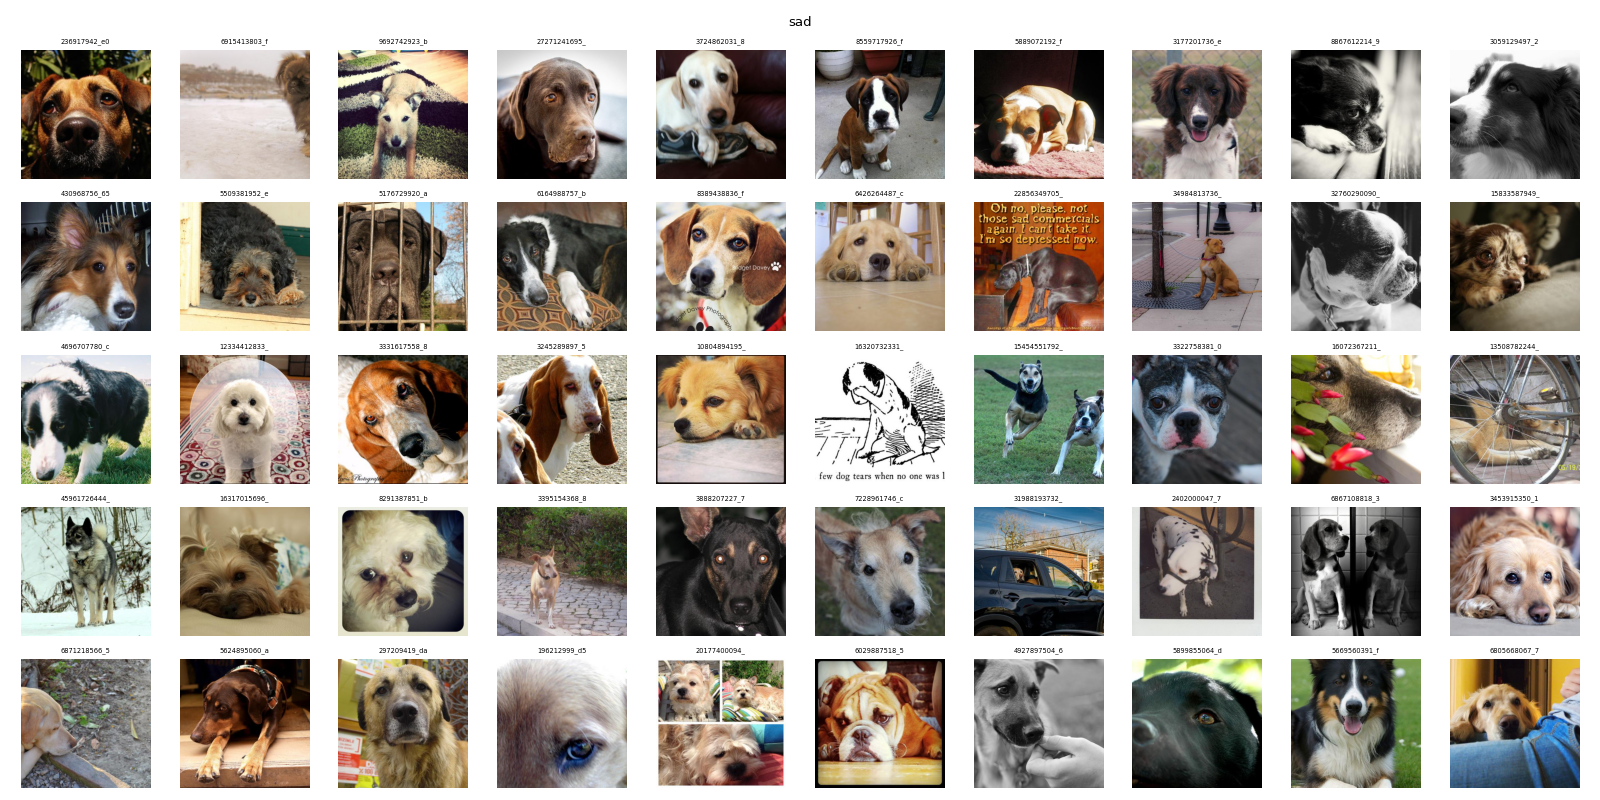 sad
236917942_e0
6915413803_f
9692742923_b
27271241695_
3724862031_8
8559717926_f
5889072192_f
3177201736_e
8867612214_9
3059129497_2
430968756_65
5509381952_e
5176729920_a
6164988757_b
8389438836_f
6426264487_c
22856349705_
34984813736_
32760290090_
15833587949_
Oh no, please, not
those sad commercials
again. I can't take it.
I'm so depressed now.
Davey
Davey Photograph
4696707780_c
12334412833_
3331617558_8
3245289897_5
10804894195_
16320732331_
15454551792_
3322758381_0
16072367211_
13508782244_
few dog tears when no one was l
45961726444_
16317015696_
8291387851_b
3395154368_8
3888207227_7
7228961746_c
31988193732_
2402000047_7
6867108818_3
3453915350_1
6871218566_5
5624895060_a
297209419_da
196212999_d5
20177400094_
6029887518_5
4927897504_6
5899855064_d
5669560391_f
6805668067_7